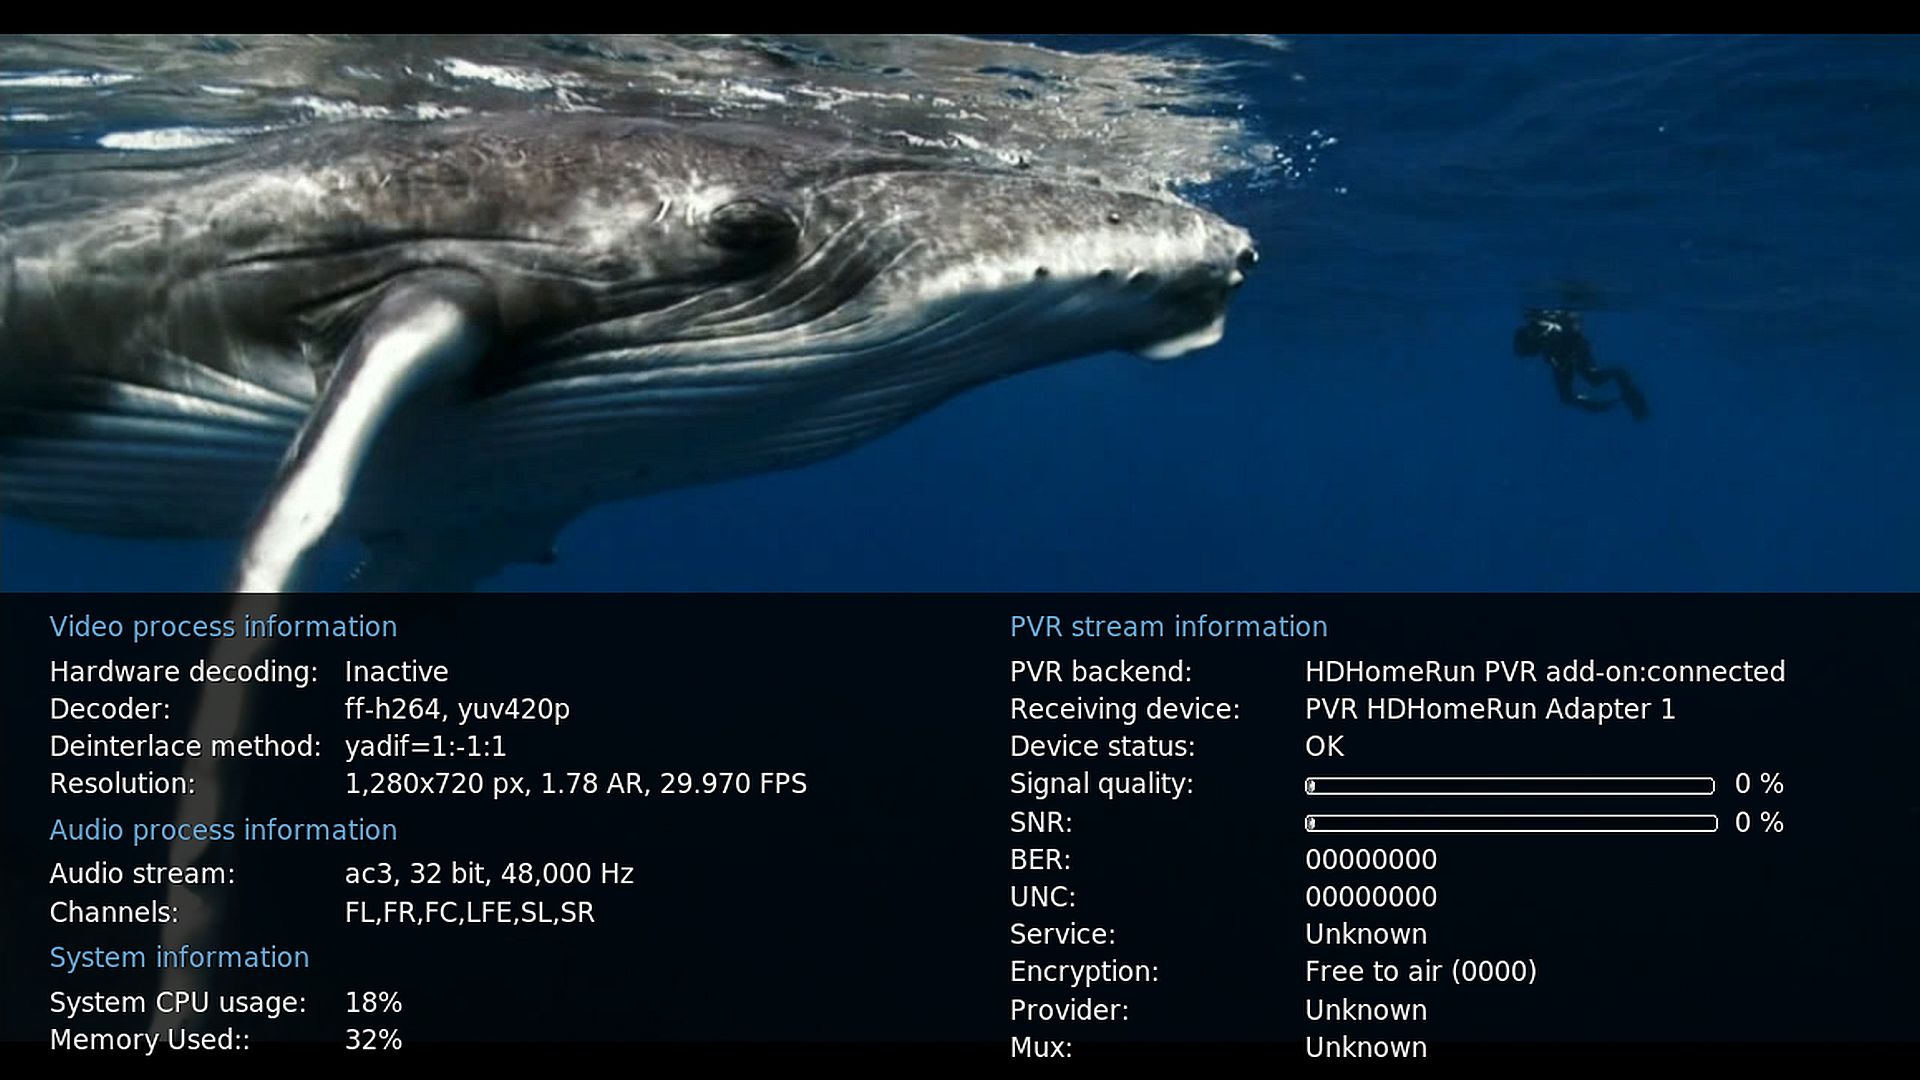 Video process information
Hardware decoding: Inactive
Decoder: ff-h264, yuv420p
Deinterlace method: yadif=1:-1:1
Resolution: 1,280x720 px, 1.78 AR, 29.970 FPS
Audio process information
Audio stream: ac3, 32 bit, 48,000 Hz
Channels: FL,FR,FC,LFE,SL,SR
System information
System CPU usage: 18%
Memory Used:: 32%
PVR stream information
PVR backend: HDHomeRun PVR add-on:connected
Receiving device: PVR HDHomeRun Adapter 1
Device status: OK
Signal quality: 0 %
SNR: 0 %
BER: 00000000
UNC: 00000000
Service: Unknown
Encryption: Free to air (0000)
Provider: Unknown
Mux: Unknown